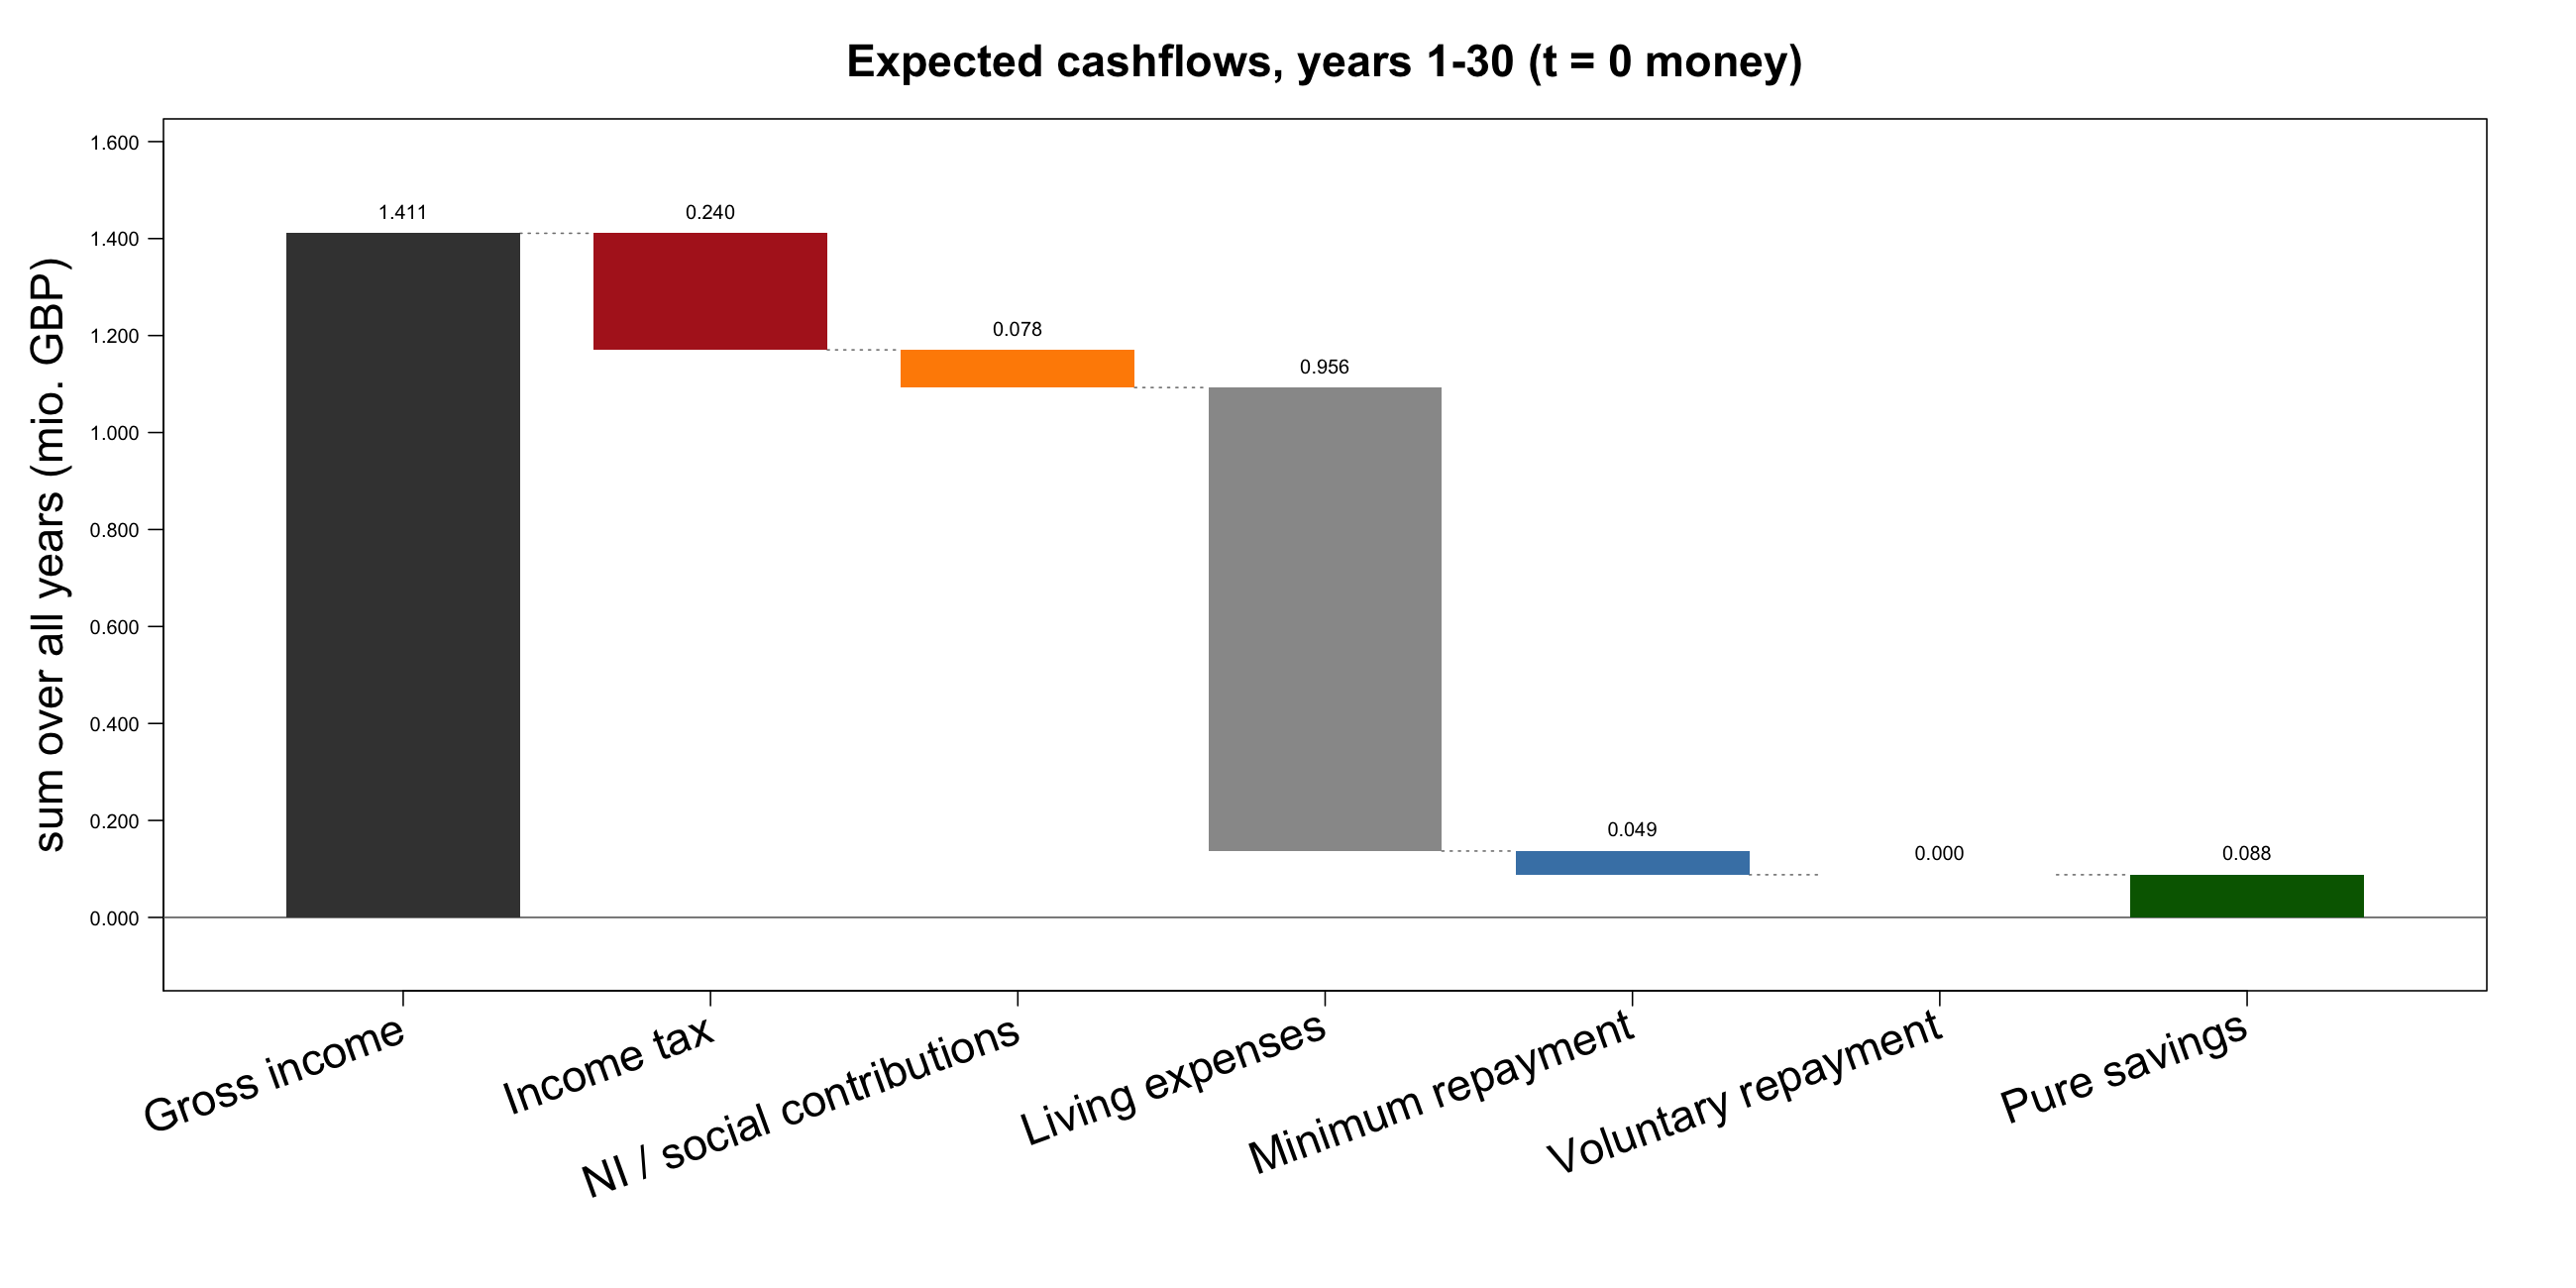 Expected cashflows, years 1-30 (t = 0 money)
sum over all years (mio. GBP)
1.600
1.400
1.200
1.000
0.800
0.600
0.400
0.200
0.000
1.411
0.240
0.078
0.956
0.049
0.000
0.088
Gross income
Income tax
NI / social contributions
Living expenses
Minimum repayment
Voluntary repayment
Pure savings